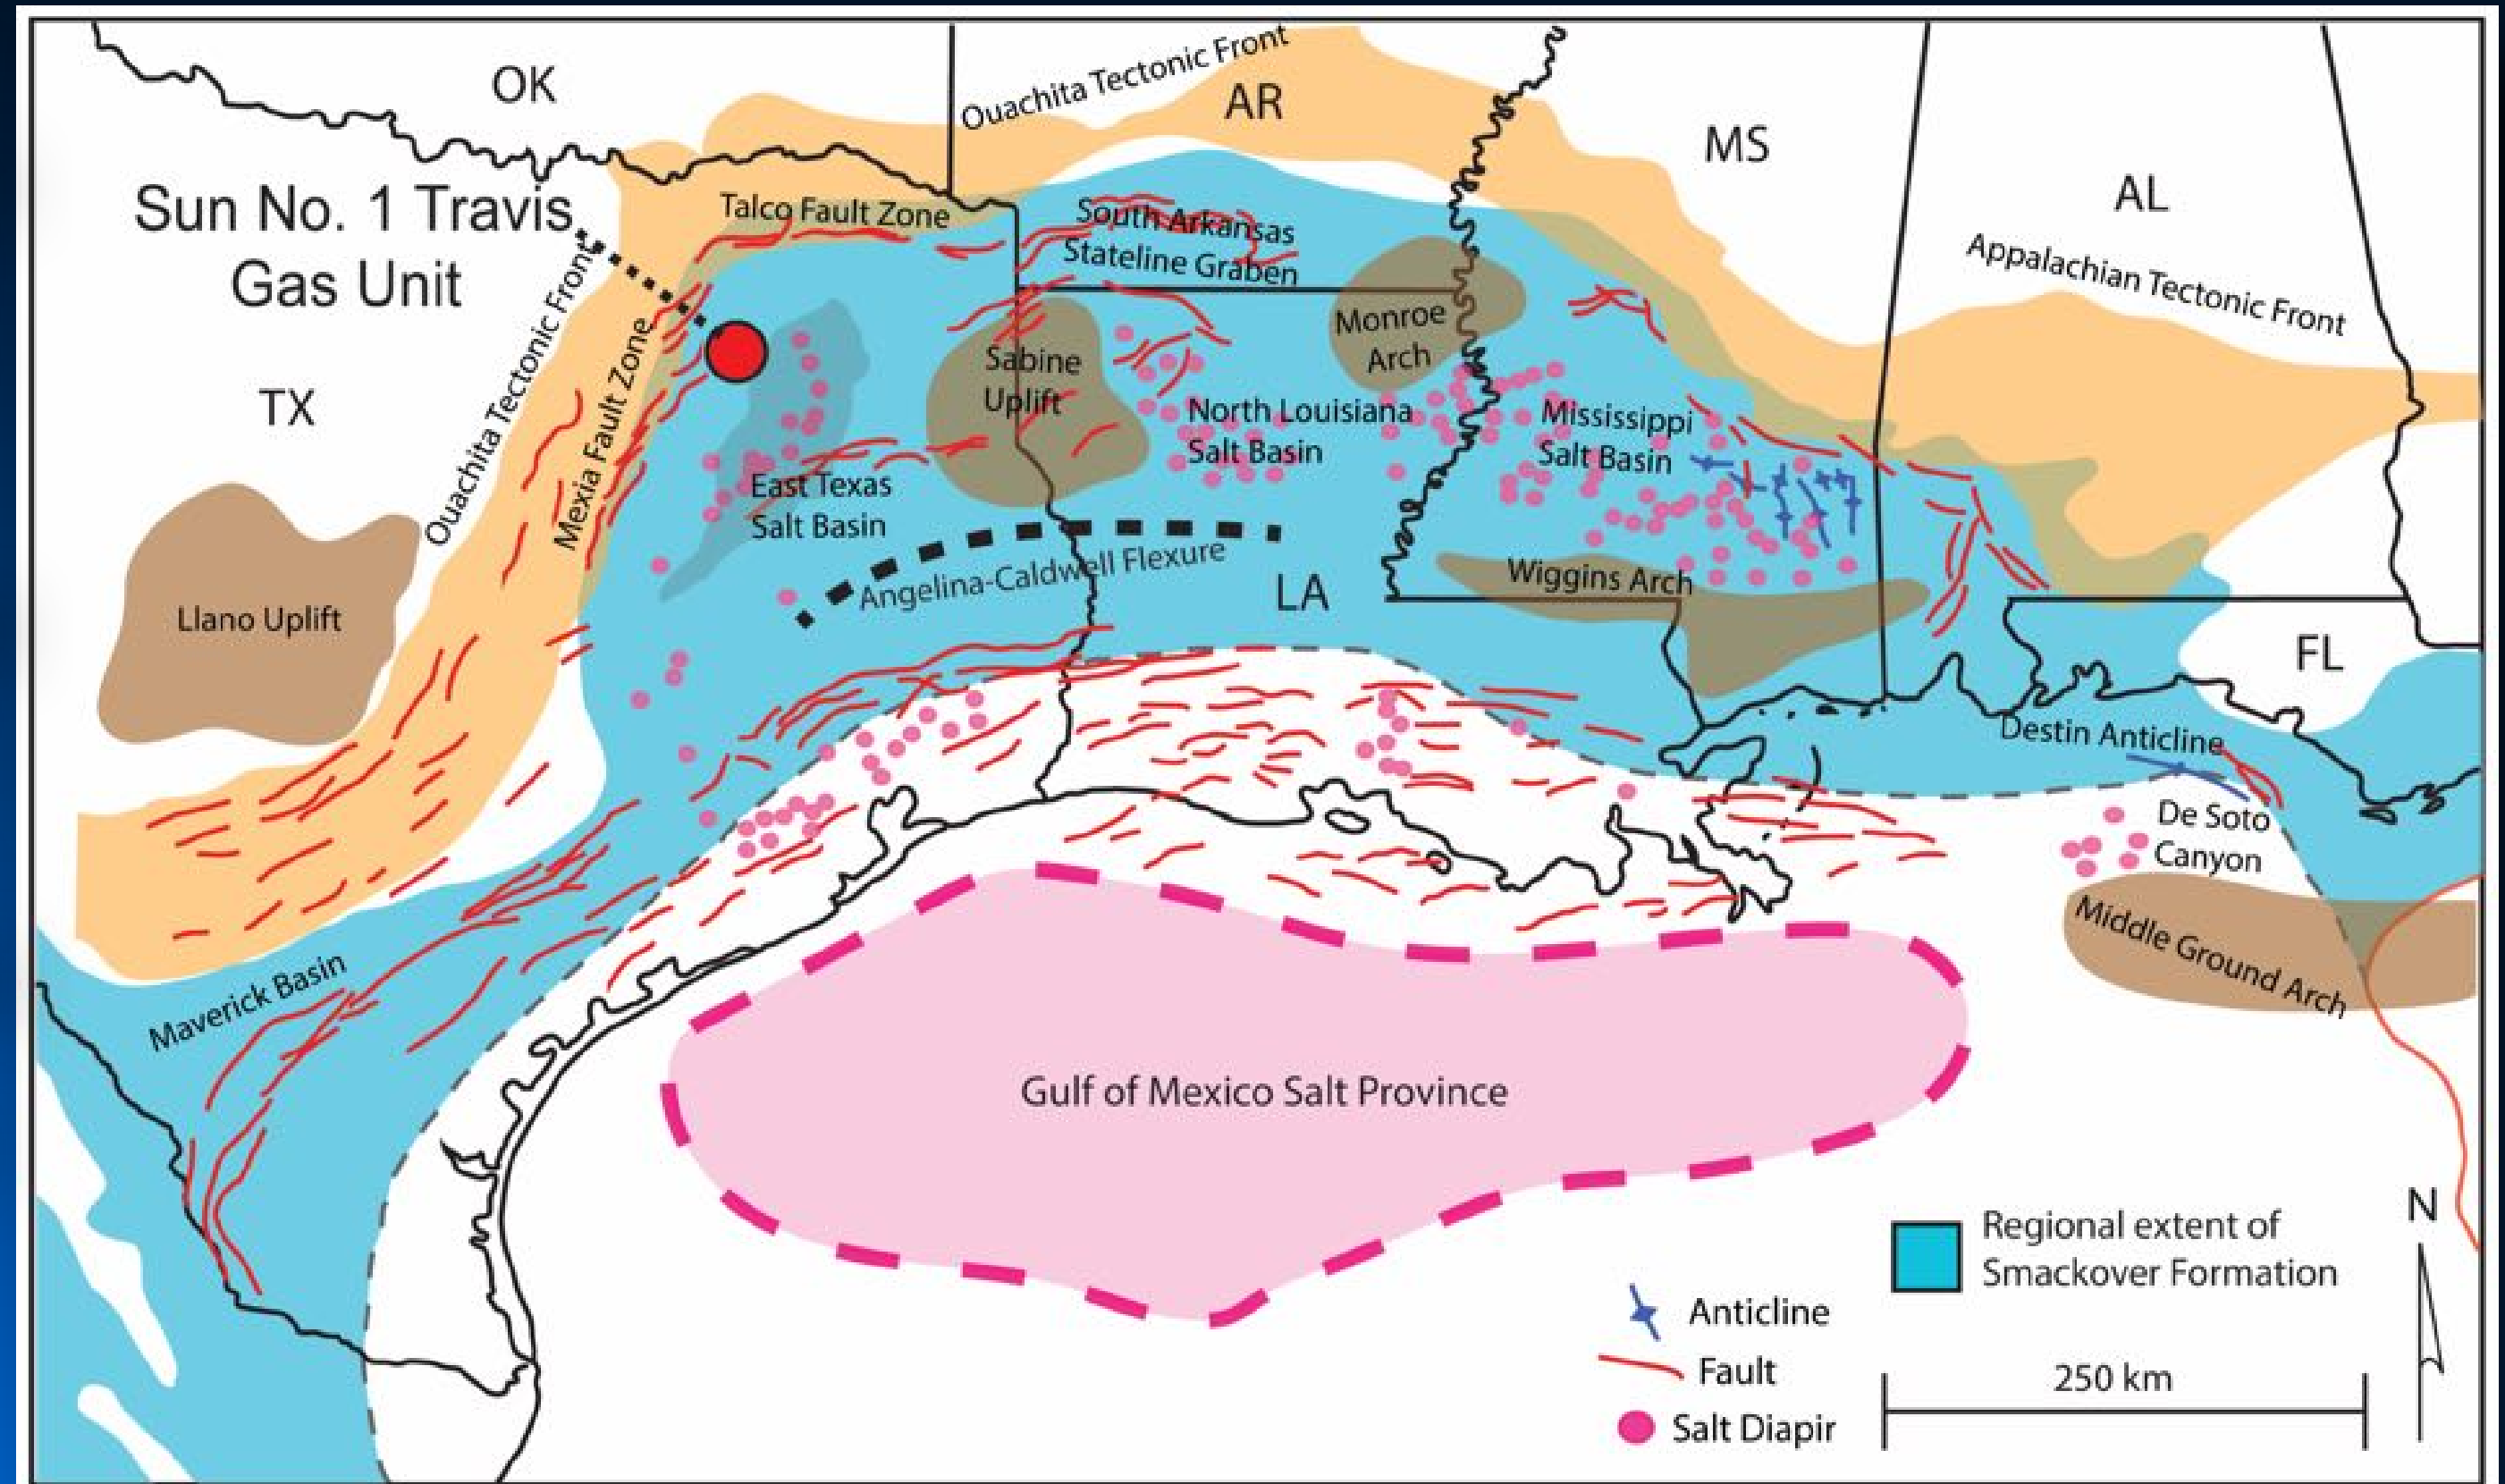 OK
Ouachita Tectonic Front
AR
MS
AL
Sun No. 1 Travis
Gas Unit
Talco Fault Zone
South Arkansas
Stateline Graben
Appalachian Tectonic Front
Ouachita Tectonic Front
Mexia Fault Zone
TX
Monroe
Arch
Sabine
Uplift
North Louisiana
Salt Basin
Mississippi
Salt Basin
East Texas
Salt Basin
Angelina-Caldwell Flexure
LA
Wiggins Arch
Llano Uplift
FL
Destin Anticline
De Soto
Canyon
Middle Ground Arch
Maverick Basin
Gulf of Mexico Salt Province
Regional extent of
Smackover Formation
N
Anticline
Fault
Salt Diapir
250 km